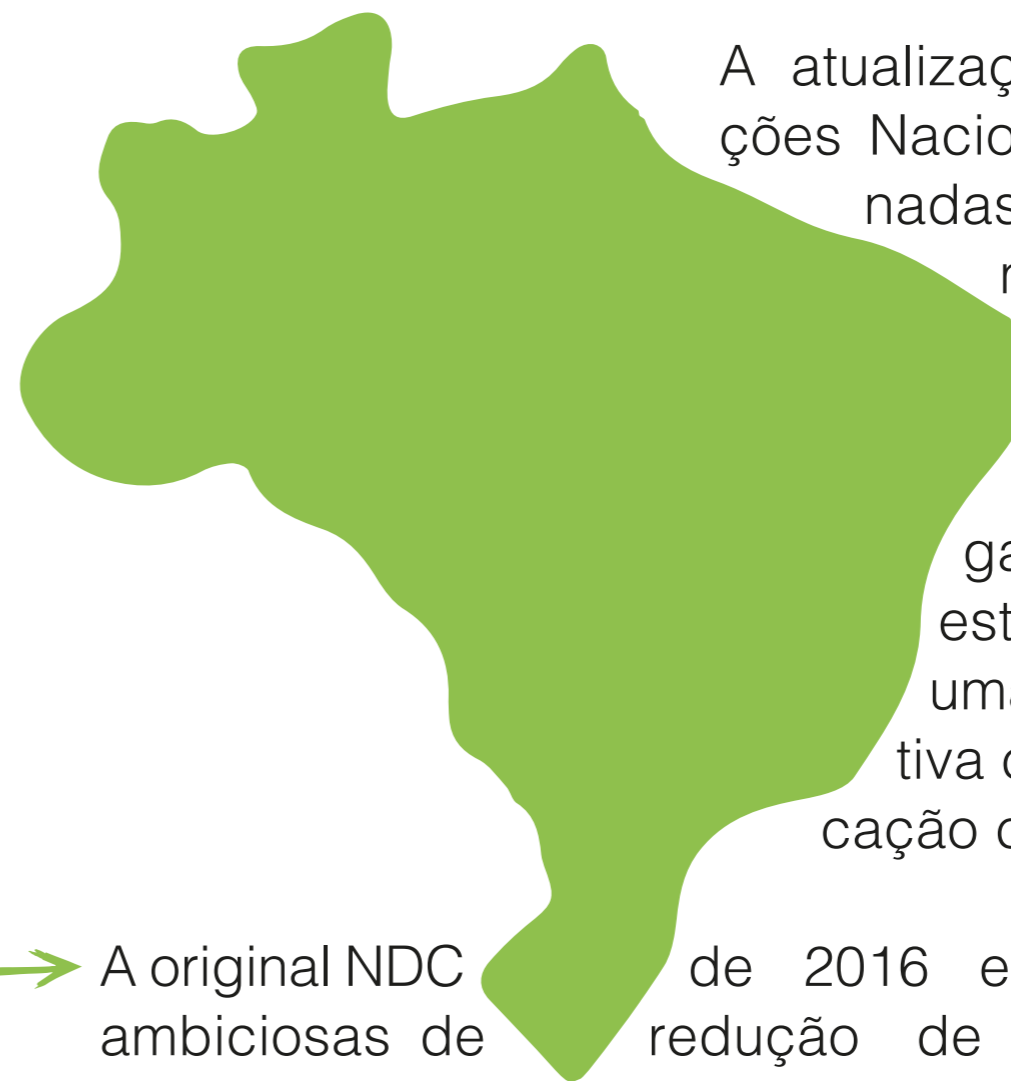 A atualizaç
ções Nacio
nadas
ga
est
uma
tiva
cação
A original NDC de 2016 e
ambiciosas de redução de